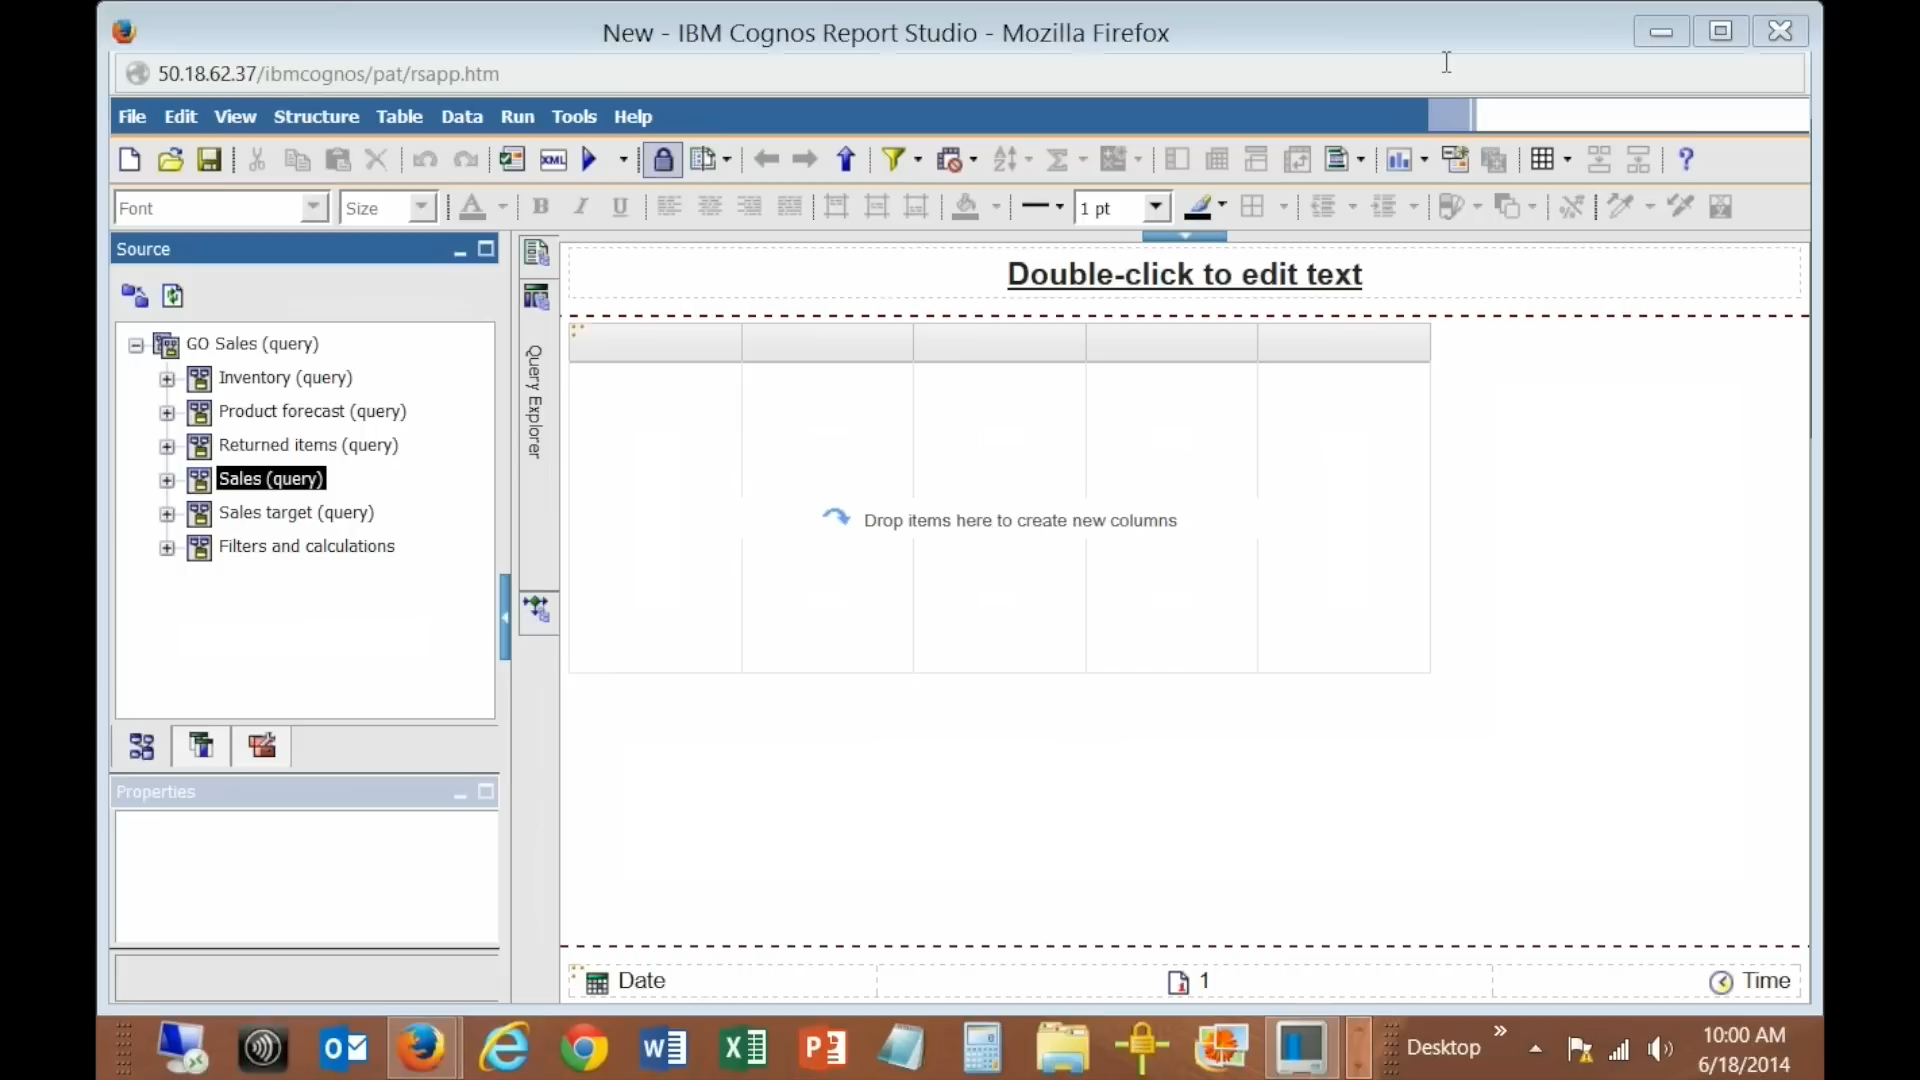 New - IBM Cognos Report Studio - Mozilla Firefox
50.18.62.37/ibmcognos/pat/rsapp.htm
File Edit View Structure Table Data Run Tools Help
XML
Font Size A B I U 1 pt
Source
GO Sales (query)
Inventory (query)
Product forecast (query)
Returned items (query)
Sales (query)
Sales target (query)
Filters and calculations
Properties
Query Explorer
Double-click to edit text
Drop items here to create new columns
Date 1 Time
Desktop
10:00 AM
6/18/2014